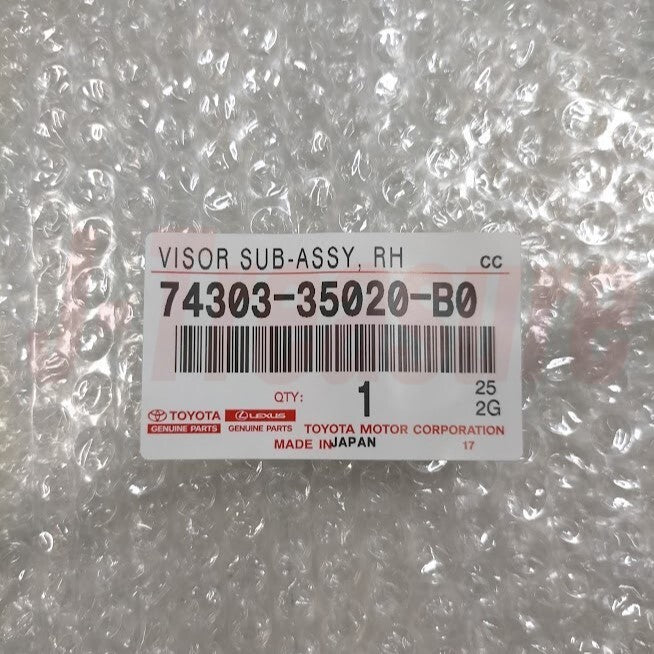 VISOR SUB-ASSY, RH CC
74303-35020-B0
QTY: 1 25
2G
TOYOTA LEXUS
GENUINE PARTS GENUINE PARTS TOYOTA MOTOR CORPORATION
MADE IN JAPAN 17